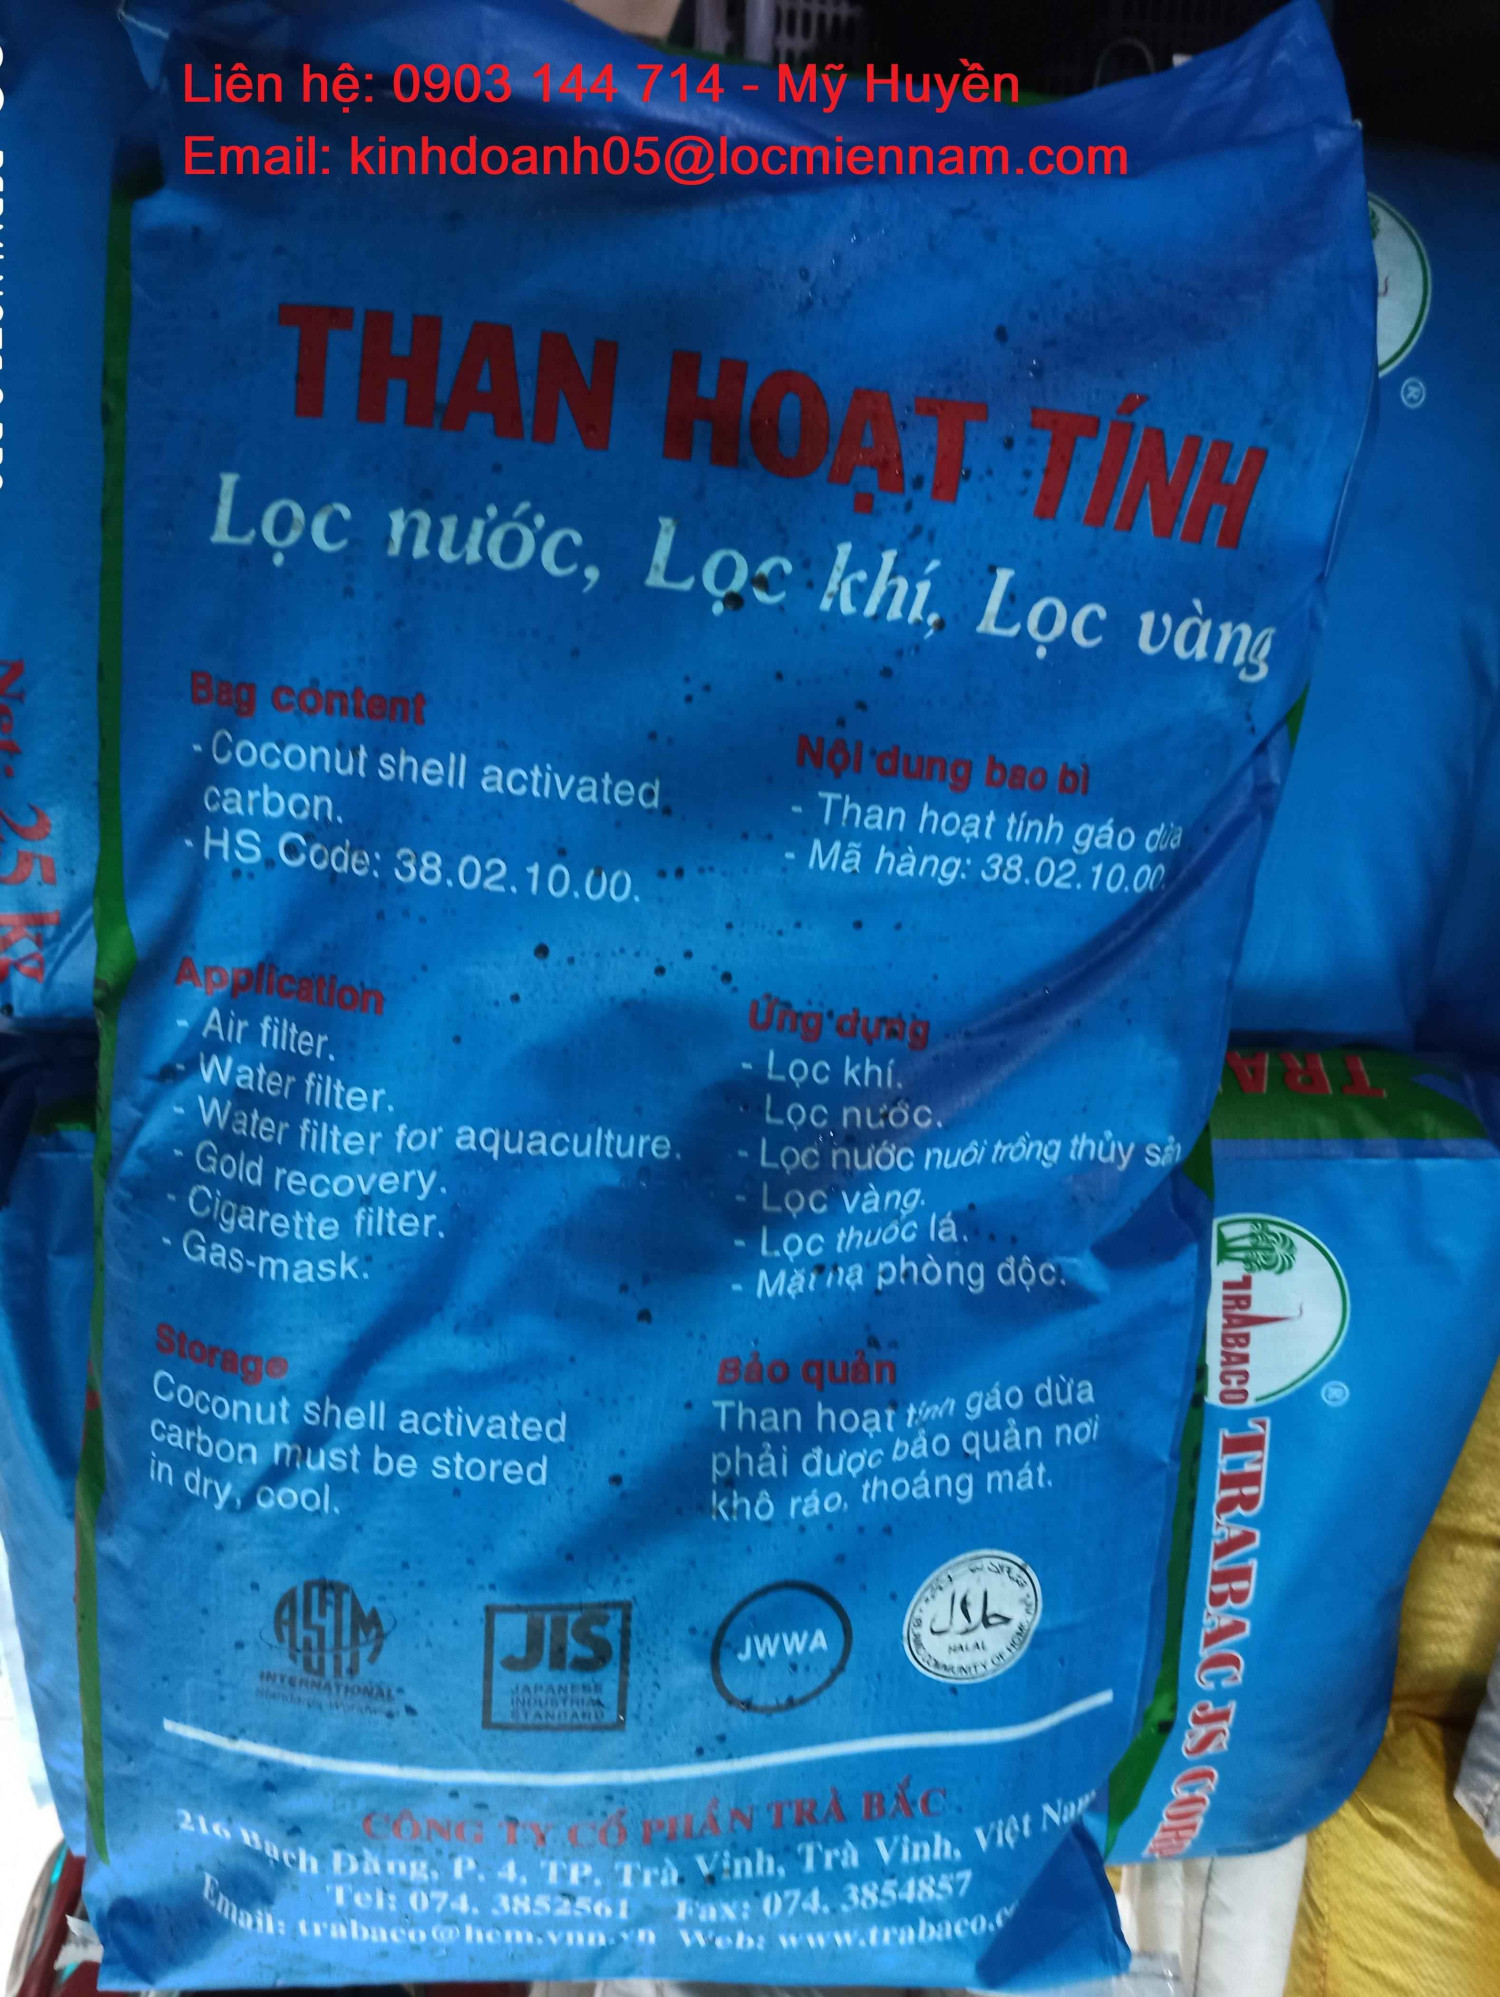 Liên hệ: 0903 144 714 - Mỹ Huyền
Email: kinhdoanh05@locmiennam.com
THAN HOẠT TÍNH
Lọc nước, Lọc khí, Lọc vàng
Bag content
- Coconut shell activated
carbon.
- HS Code: 38.02.10.00.
Nội dung bao bì
- Than hoạt tính gáo dừa
- Mã hàng: 38.02.10.00.
Application
- Air filter.
- Water filter.
- Water filter for aquaculture.
- Gold recovery.
- Cigarette filter.
- Gas-mask.
Ứng dụng
- Lọc khí.
- Lọc nước.
- Lọc nước nuôi trồng thủy sản
- Lọc vàng.
- Lọc thuốc lá.
- Mặt nạ phòng độc.
Storage
Coconut shell activated
carbon must be stored
in dry, cool.
Bảo quản
Than hoạt tính gáo dừa
phải được bảo quản nơi
khô ráo, thoáng mát.
ASTM
INTERNATIONAL
JIS
JAPANESE
INDUSTRIAL
STANDARD
JWWA
حلال
HALAL
CÔNG TY CỔ PHẦN TRÀ BẮC
216 Bạch Đằng, P. 4, TP. Trà Vinh, Trà Vinh, Việt Nam
Tel: 074. 3852561 Fax: 074. 3854857
Email: trabaco@hcm.vnn.vn Web: www.trabaco.c
Net: 25 kg
TRA
TRABACO
®
TRABAC JS CORP
®